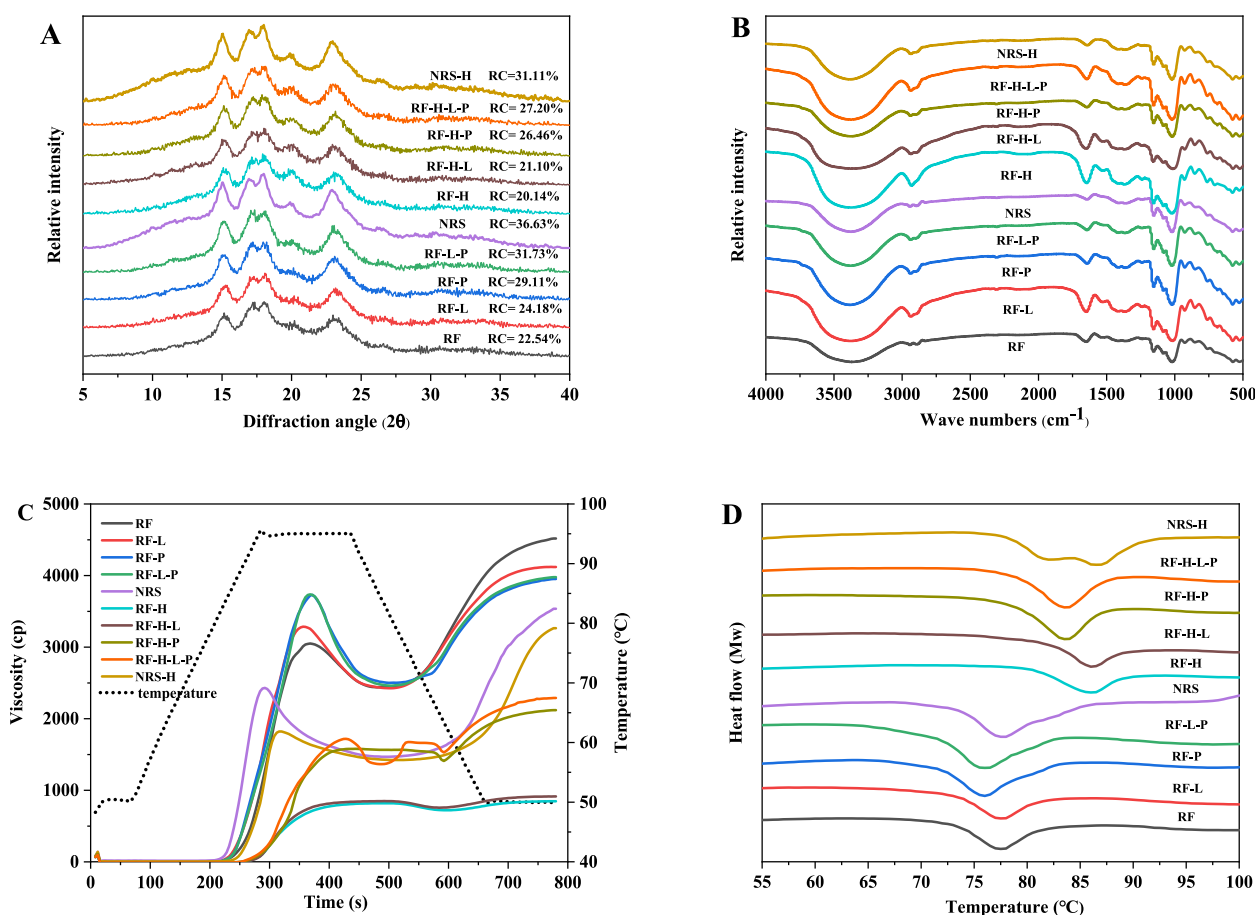 A
NRS-H RC=31.11%
RF-H-L-P RC= 27.20%
RF-H-P RC= 26.46%
RF-H-L RC= 21.10%
RF-H RC=20.14%
NRS RC=36.63%
RF-L-P RC=31.73%
RF-P RC=29.11%
RF-L RC= 24.18%
RF RC= 22.54%
Relative intensity
5 10 15 20 25 30 35 40
Diffraction angle (2θ)
B
NRS-H
RF-H-L-P
RF-H-P
RF-H-L
RF-H
NRS
RF-L-P
RF-P
RF-L
RF
Relative intensity
4000 3500 3000 2500 2000 1500 1000 500
Wave numbers (cm⁻¹)
C
RF
RF-L
RF-P
RF-L-P
NRS
RF-H
RF-H-L
RF-H-P
RF-H-L-P
NRS-H
temperature
5000
4000
3000
2000
1000
0
Viscosity (cp)
100
90
80
70
60
50
40
Temperature (°C)
0 100 200 300 400 500 600 700 800
Time (s)
D
NRS-H
RF-H-L-P
RF-H-P
RF-H-L
RF-H
NRS
RF-L-P
RF-P
RF-L
RF
Heat flow (Mw)
55 60 65 70 75 80 85 90 95 100
Temperature (°C)